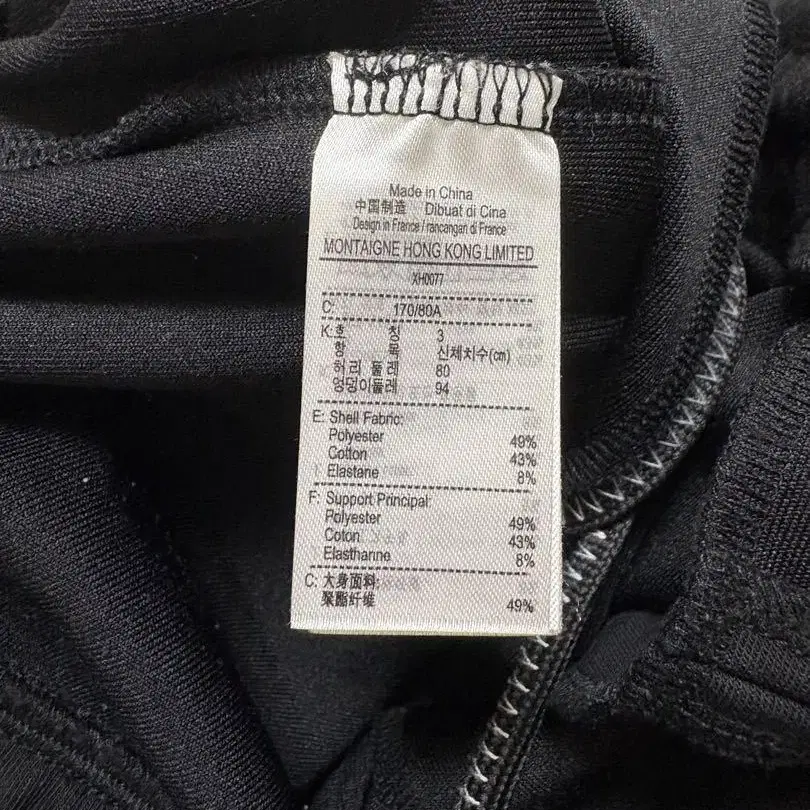 Made in China
中国制造 Dibuat di Cina
Design in France / rancangan di France
MONTAIGNE HONG KONG LIMITED
XH0077
C: 170/80A
K: 호 칭 3
항 목 신체치수(cm)
허리 둘레 80
엉덩이둘레 94
E: Shell Fabric:
Polyester 49%
Cotton 43%
Elastane 8%
F: Support Principal:
Polyester 49%
Coton 43%
Elasthanne 8%
C: 大身面料:
聚酯纤维 49%